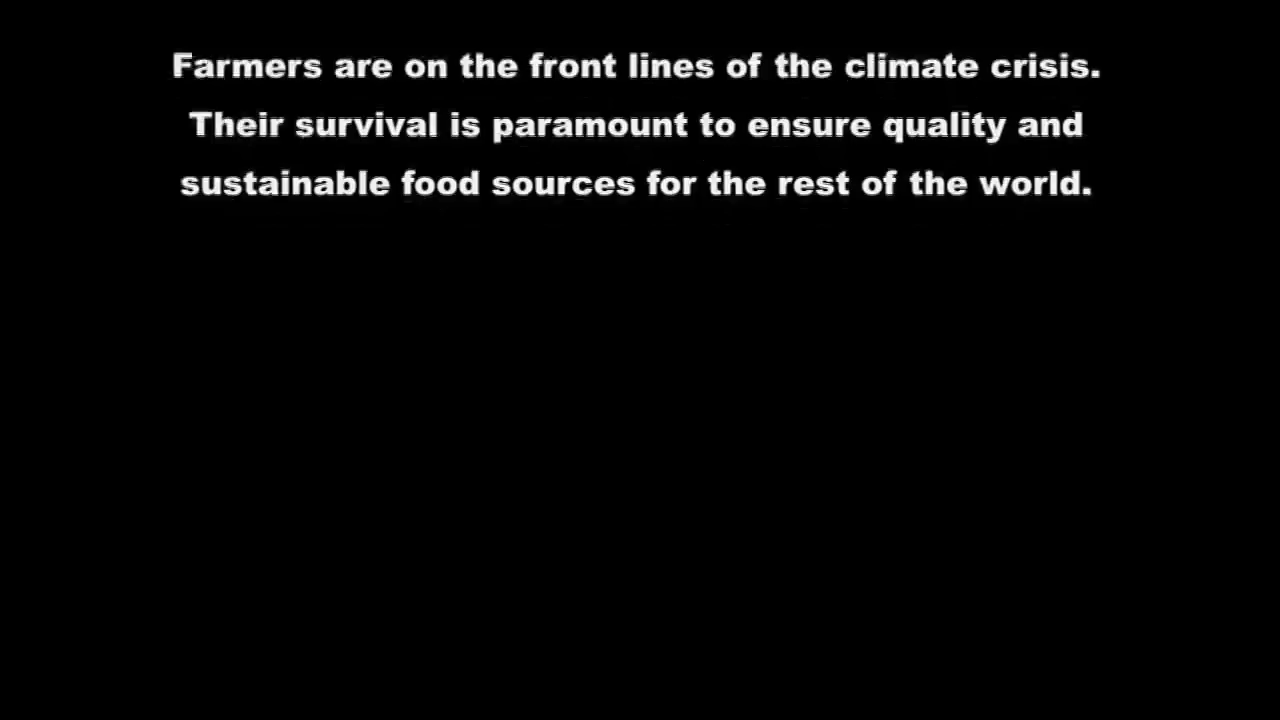 Farmers are on the front lines of the climate crisis.
Their survival is paramount to ensure quality and
sustainable food sources for the rest of the world.